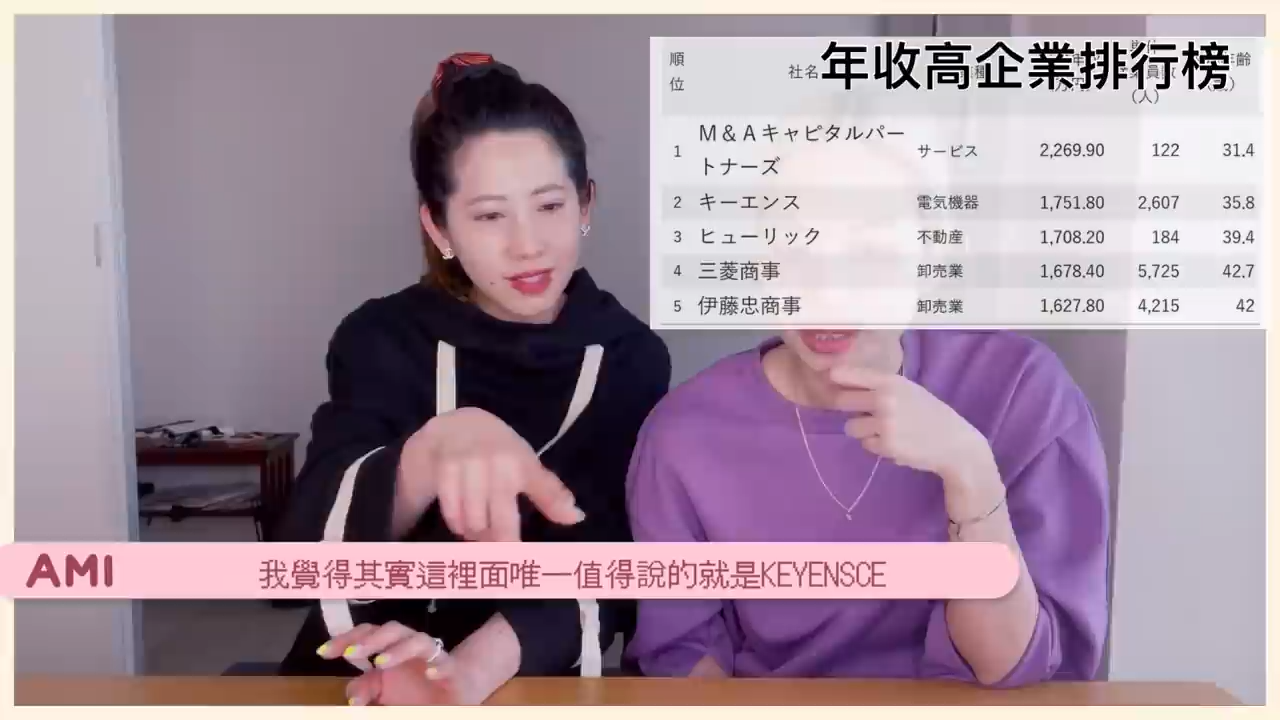 年收高企業排行榜
順位
社名
（人）
1 M＆Aキャピタルパートナーズ サービス 2,269.90 122 31.4
2 キーエンス 電気機器 1,751.80 2,607 35.8
3 ヒューリック 不動産 1,708.20 184 39.4
4 三菱商事 卸売業 1,678.40 5,725 42.7
5 伊藤忠商事 卸売業 1,627.80 4,215 42
AMI 我覺得其實這裡面唯一值得說的就是KEYENSCE